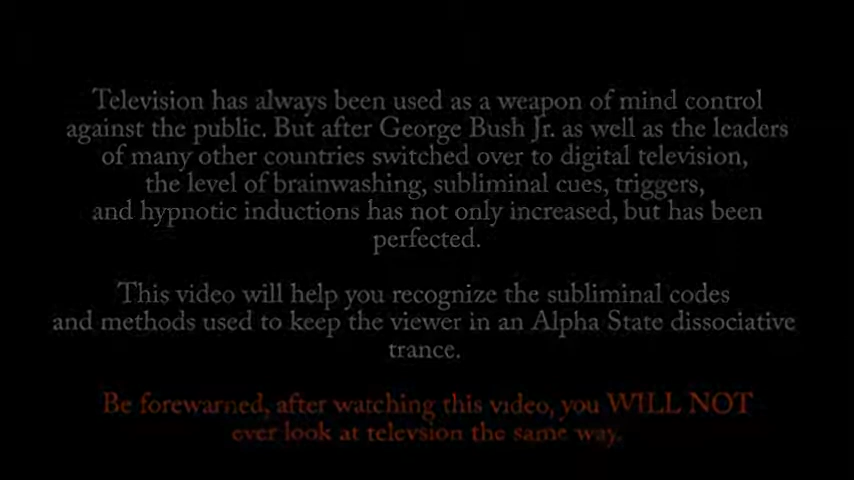 Television has always been used as a weapon of mind control
against the public. But after George Bush Jr. as well as the leaders
of many other countries switched over to digital television,
the level of brainwashing, subliminal cues, triggers,
and hypnotic inductions has not only increased, but has been
perfected.
This video will help you recognize the subliminal codes
and methods used to keep the viewer in an Alpha State dissociative
trance.
Be forewarned, after watching this video, you WILL NOT
ever look at televsion the same way.